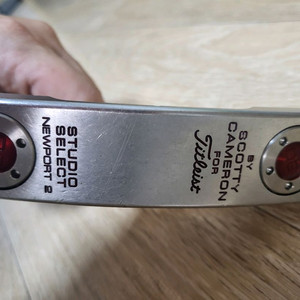 STUDIO
SELECT
NEWPORT 2
BY
SCOTTY
CAMERON
FOR
Titleist